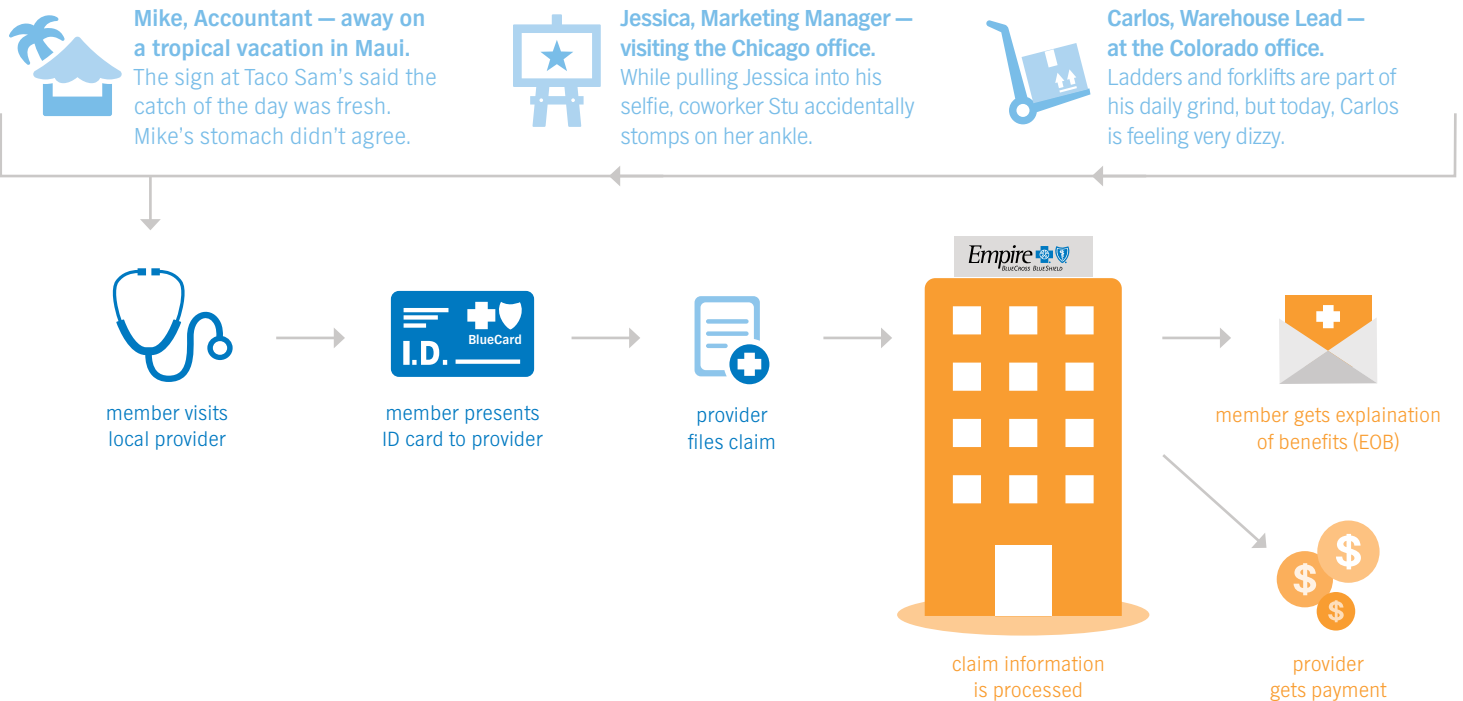 Mike, Accountant — away on
a tropical vacation in Maui.
The sign at Taco Sam's said the
catch of the day was fresh.
Mike's stomach didn't agree.
Jessica, Marketing Manager —
visiting the Chicago office.
While pulling Jessica into his
selfie, coworker Stu accidentally
stomps on her ankle.
Carlos, Warehouse Lead —
at the Colorado office.
Ladders and forklifts are part of
his daily grind, but today, Carlos
is feeling very dizzy.
member visits
local provider
BlueCard
I.D.
member presents
ID card to provider
provider
files claim
Empire
BLUECROSS BLUESHIELD
claim information
is processed
member gets explaination
of benefits (EOB)
$
$
$
provider
gets payment